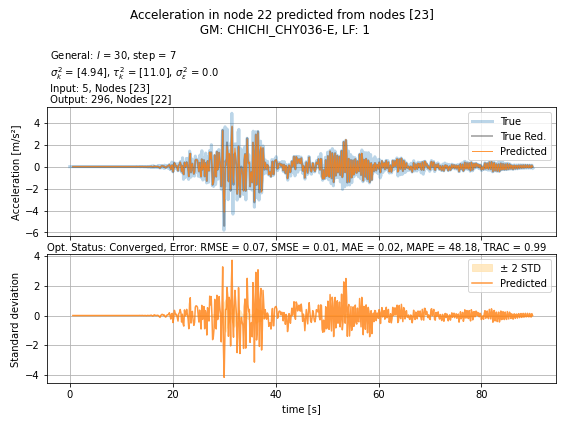 Acceleration in node 22 predicted from nodes [23]
GM: CHICHI_CHY036-E, LF: 1
General: l = 30, step = 7
σ²ₖ = [4.94], τ²ₖ = [11.0], σ²ε = 0.0
Input: 5, Nodes [23]
Output: 296, Nodes [22]
Acceleration [m/s²]
4
2
0
−2
−4
−6
True
True Red.
Predicted
Opt. Status: Converged, Error: RMSE = 0.07, SMSE = 0.01, MAE = 0.02, MAPE = 48.18, TRAC = 0.99
Standard deviation
4
2
0
−2
−4
± 2 STD
Predicted
0 20 40 60 80
time [s]